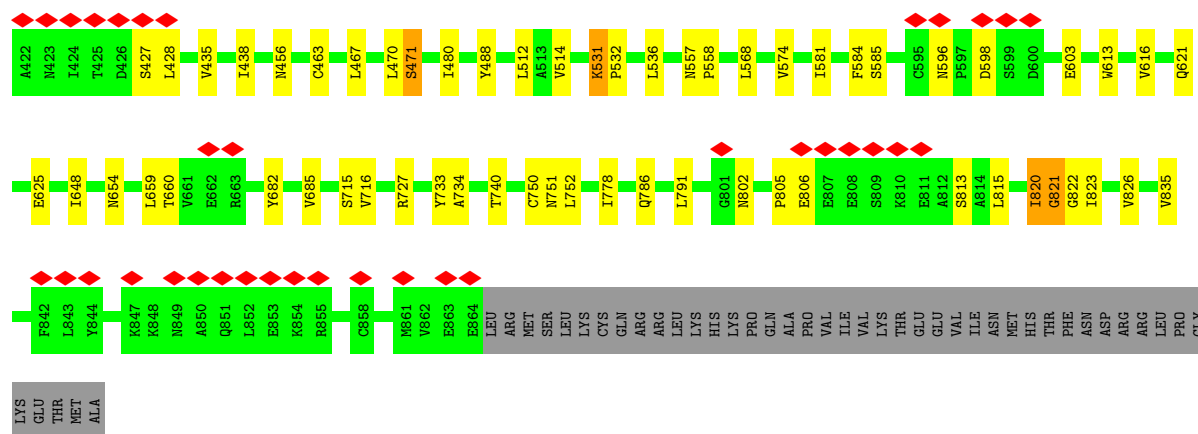 A422 N423 I424 T425 D426 S427 L428 V435 I438 N456 C463 L467 L470 S471 I480 Y488 L512 A513 V514 K531 P532 L536 N557 P558 L568 V574 I581 F584 S585 C595 N596 P597 D598 S599 D600 E603 W613 V616 Q621
E625 I648 N654 L659 T660 V661 E662 R663 Y682 V685 S715 V716 R727 Y733 A734 T740 C750 N751 L752 I778 Q786 L791 G801 N802 P805 E806 E807 E808 S809 K810 E811 A812 S813 A814 L815 I820 G821 G822 I823 V826 V835
F842 L843 Y844 K847 K848 N849 A850 Q851 L852 E853 K854 R855 C858 M861 V862 E863 E864 LEU ARG MET SER LEU LYS CYS GLN ARG ARG LEU LYS HIS LYS PRO GLN ALA PRO VAL ILE VAL LYS THR GLU GLU VAL ILE ASN MET HIS THR PHE ASN ASP ARG ARG LEU PRO GLY
LYS GLU THR MET ALA